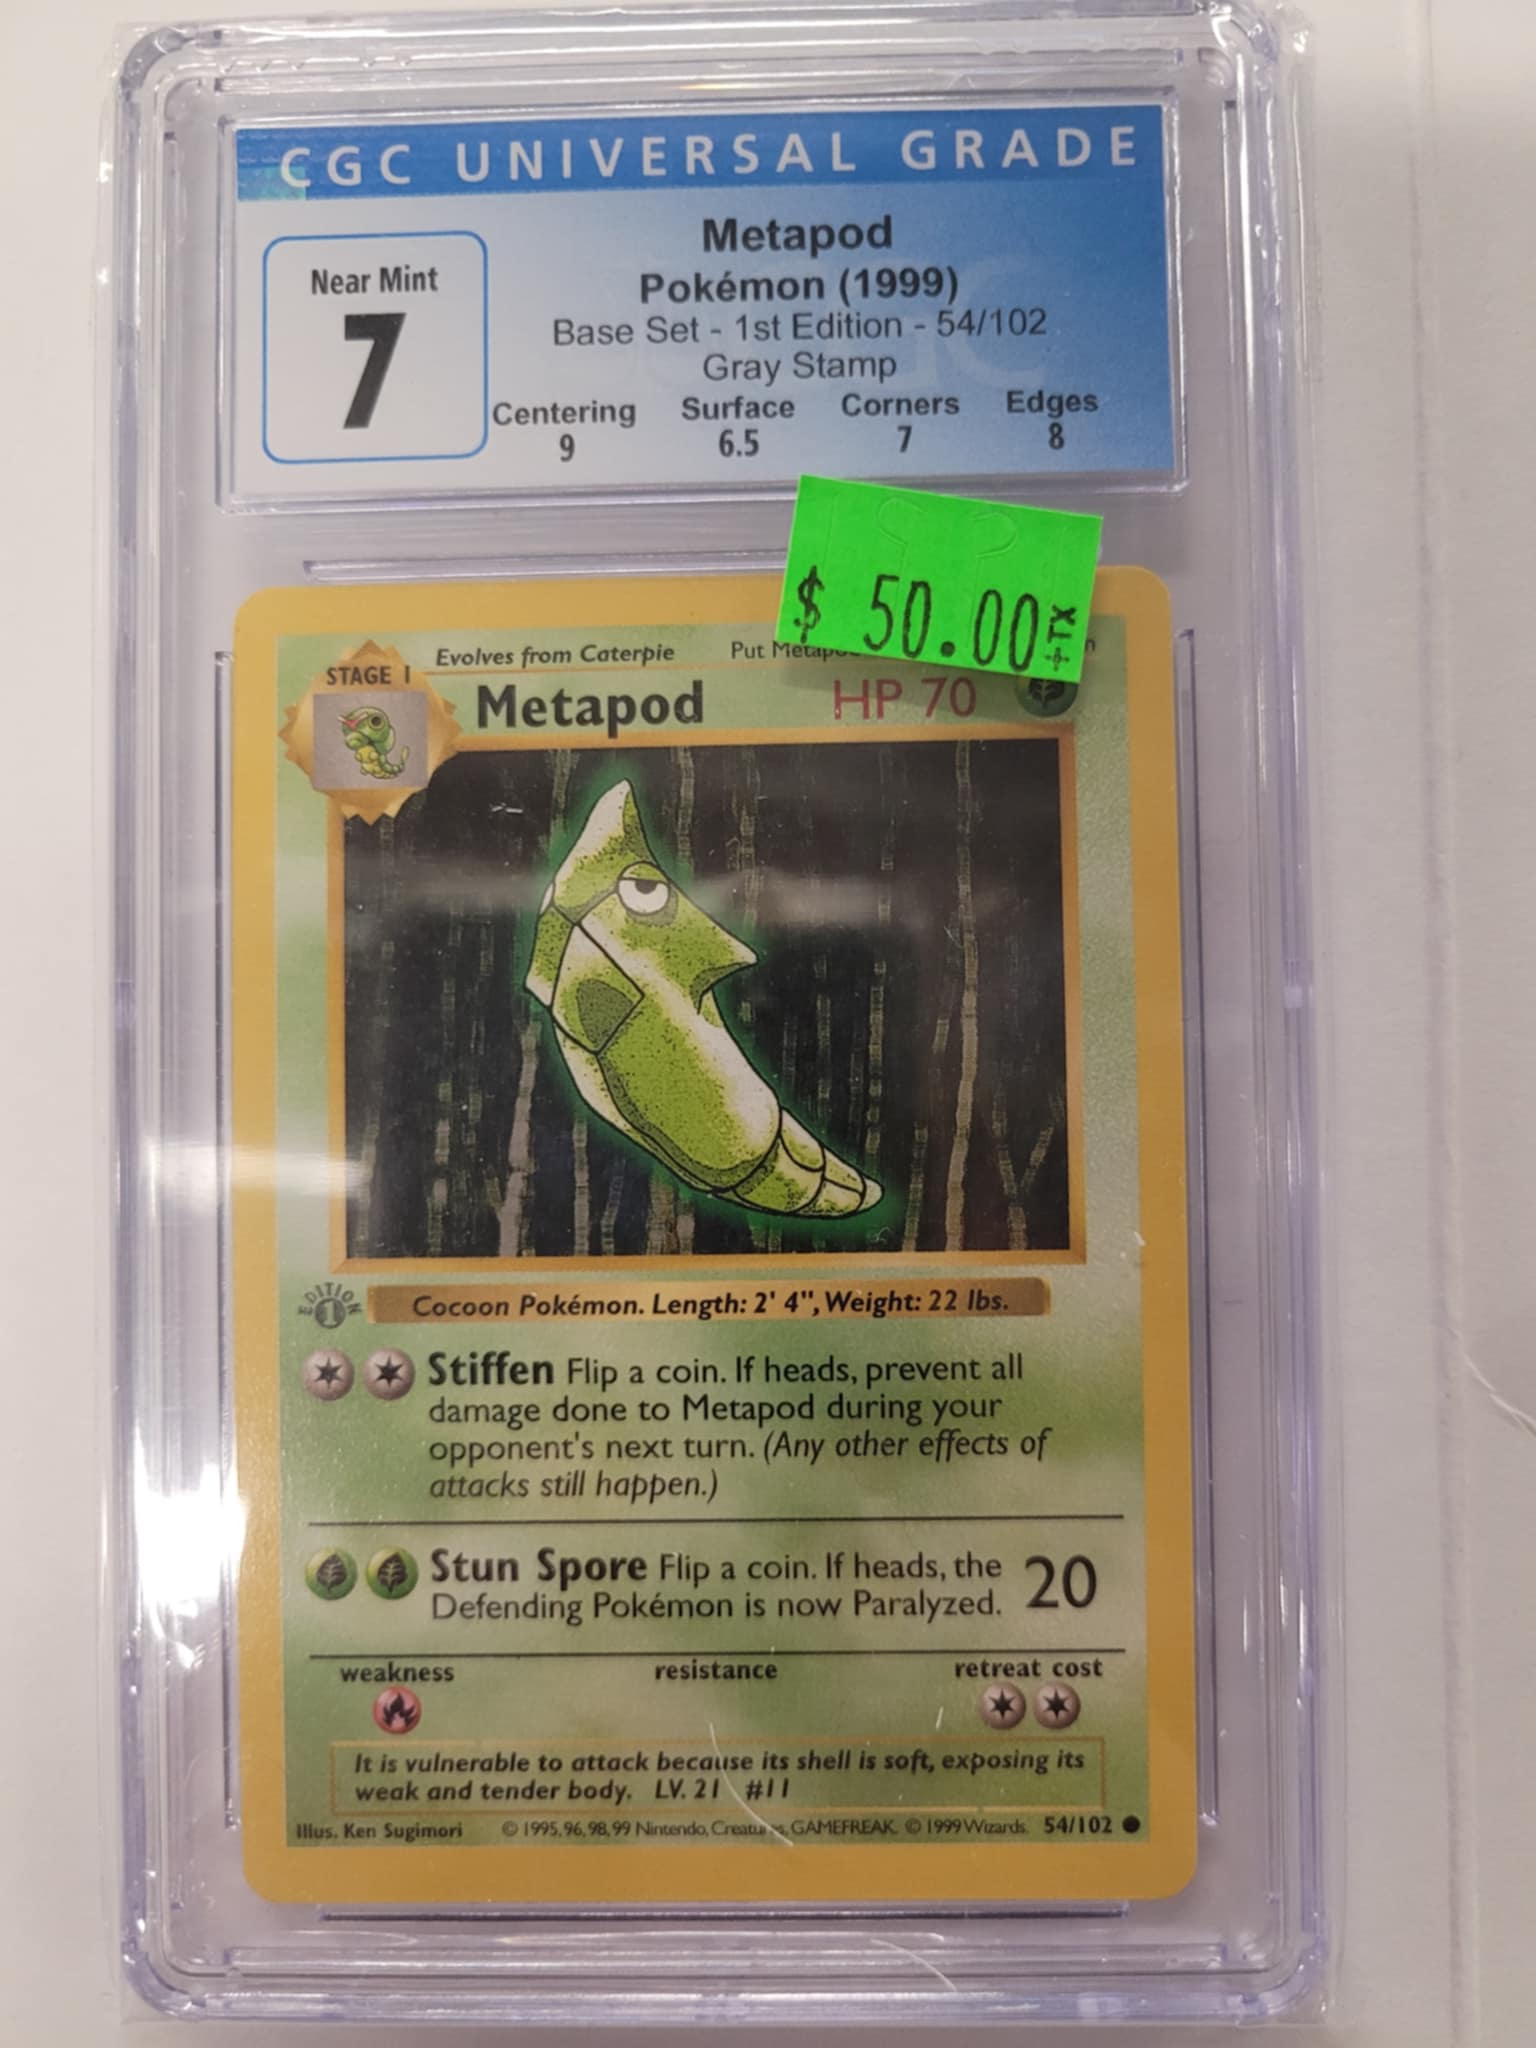 CGC UNIVERSAL GRADE
Near Mint
7
Metapod
Pokémon (1999)
Base Set - 1st Edition - 54/102
Gray Stamp
Centering Surface Corners Edges
9 6.5 7 8
$ 50.00+TX
STAGE 1
Evolves from Caterpie Put
Metapod HP 70
EDITION
1
Cocoon Pokémon. Length: 2' 4", Weight: 22 lbs.
Stiffen Flip a coin. If heads, prevent all
damage done to Metapod during your
opponent's next turn. (Any other effects of
attacks still happen.)
Stun Spore Flip a coin. If heads, the
Defending Pokémon is now Paralyzed. 20
weakness resistance retreat cost
It is vulnerable to attack because its shell is soft, exposing its
weak and tender body. LV. 21 #11
Illus. Ken Sugimori © 1995, 96, 98, 99 Nintendo, Creatures, GAMEFREAK. © 1999 Wizards. 54/102